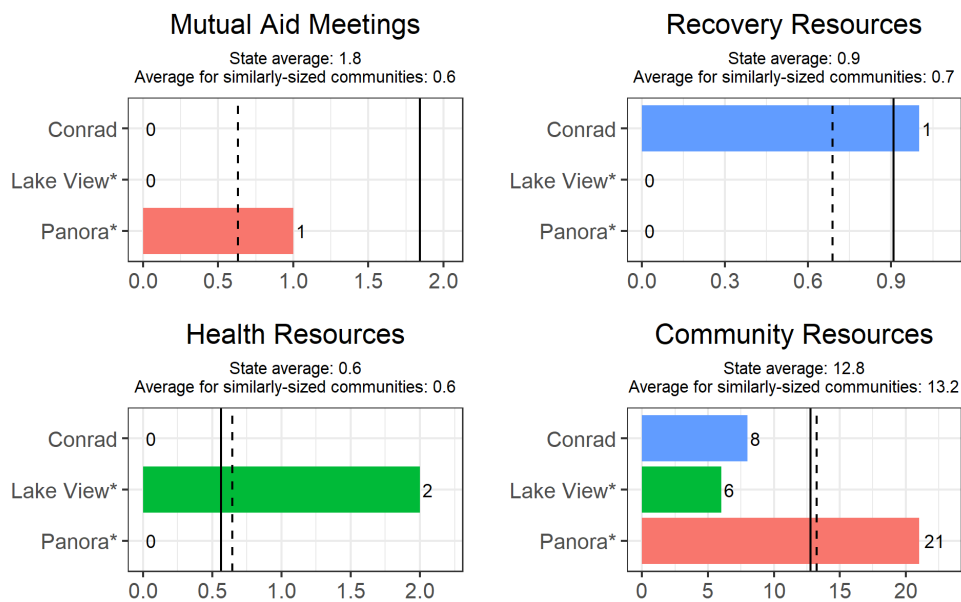 Mutual Aid Meetings
State average: 1.8
Average for similarly-sized communities: 0.6
Conrad
0
Lake View*
0
Panora*
1
0.0 0.5 1.0 1.5 2.0
Recovery Resources
State average: 0.9
Average for similarly-sized communities: 0.7
Conrad
1
Lake View*
0
Panora*
0
0.0 0.3 0.6 0.9
Health Resources
State average: 0.6
Average for similarly-sized communities: 0.6
Conrad
0
Lake View*
2
Panora*
0
0.0 0.5 1.0 1.5 2.0
Community Resources
State average: 12.8
Average for similarly-sized communities: 13.2
Conrad
8
Lake View*
6
Panora*
21
0 5 10 15 20